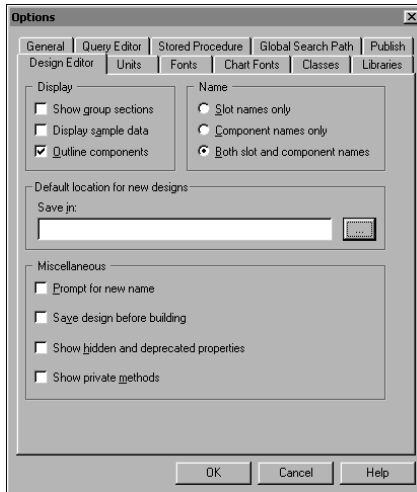 Options
General Query Editor Stored Procedure Global Search Path Publish
Design Editor Units Fonts Chart Fonts Classes Libraries
Display Name
Show group sections Slot names only
Display sample data Component names only
Outline components Both slot and component names
Default location for new designs
Save in:
...
Miscellaneous
Prompt for new name
Save design before building
Show hidden and deprecated properties
Show private methods
OK Cancel Help